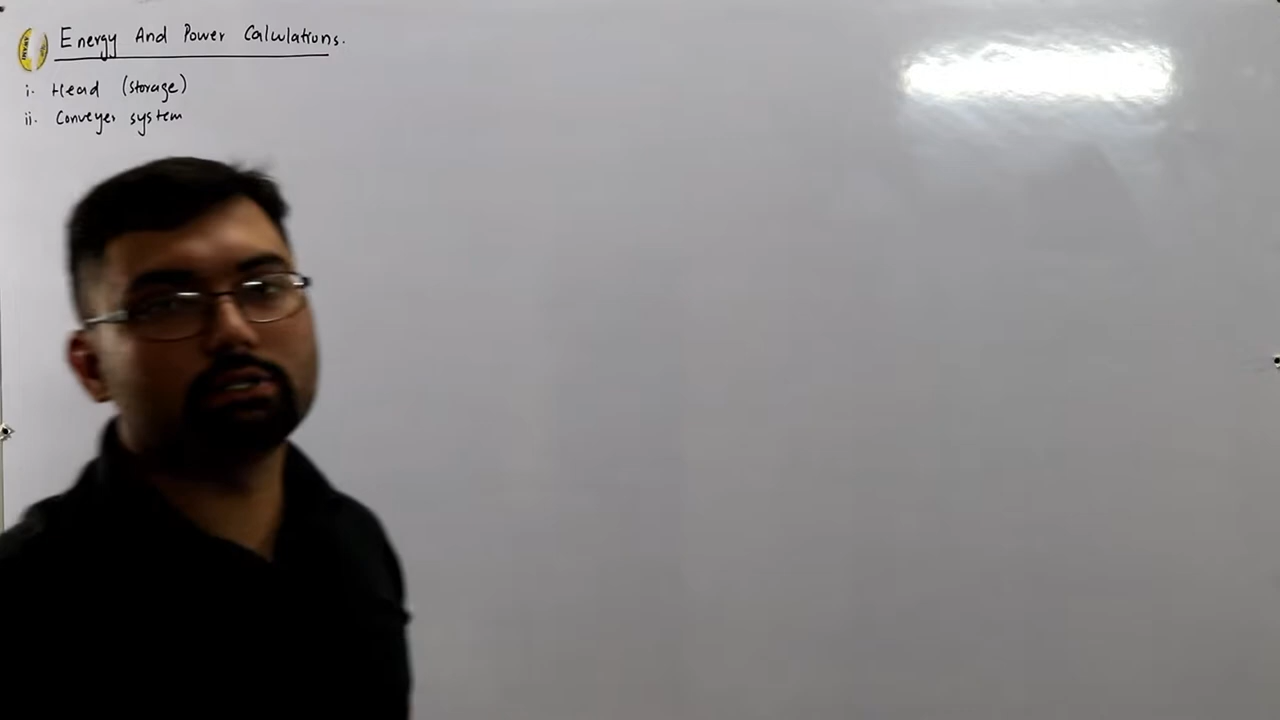 Energy And Power Calculations.
i. Head (storage)
ii. Conveyer system